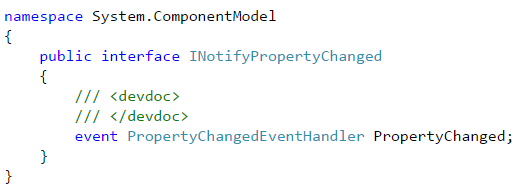 namespace System.ComponentModel
{
    public interface INotifyPropertyChanged
    {
        /// <devdoc>
        /// </devdoc>
        event PropertyChangedEventHandler PropertyChanged;
    }
}